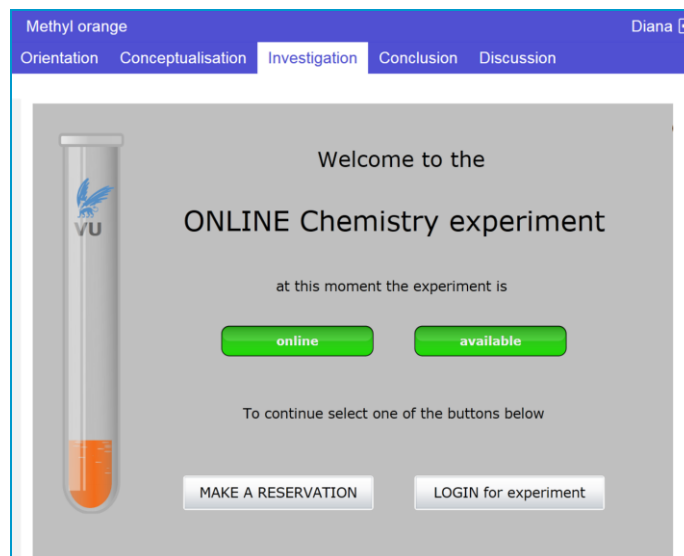 Methyl orange Diana
Orientation Conceptualisation Investigation Conclusion Discussion
Welcome to the
VU
ONLINE Chemistry experiment
at this moment the experiment is
online available
To continue select one of the buttons below
MAKE A RESERVATION LOGIN for experiment